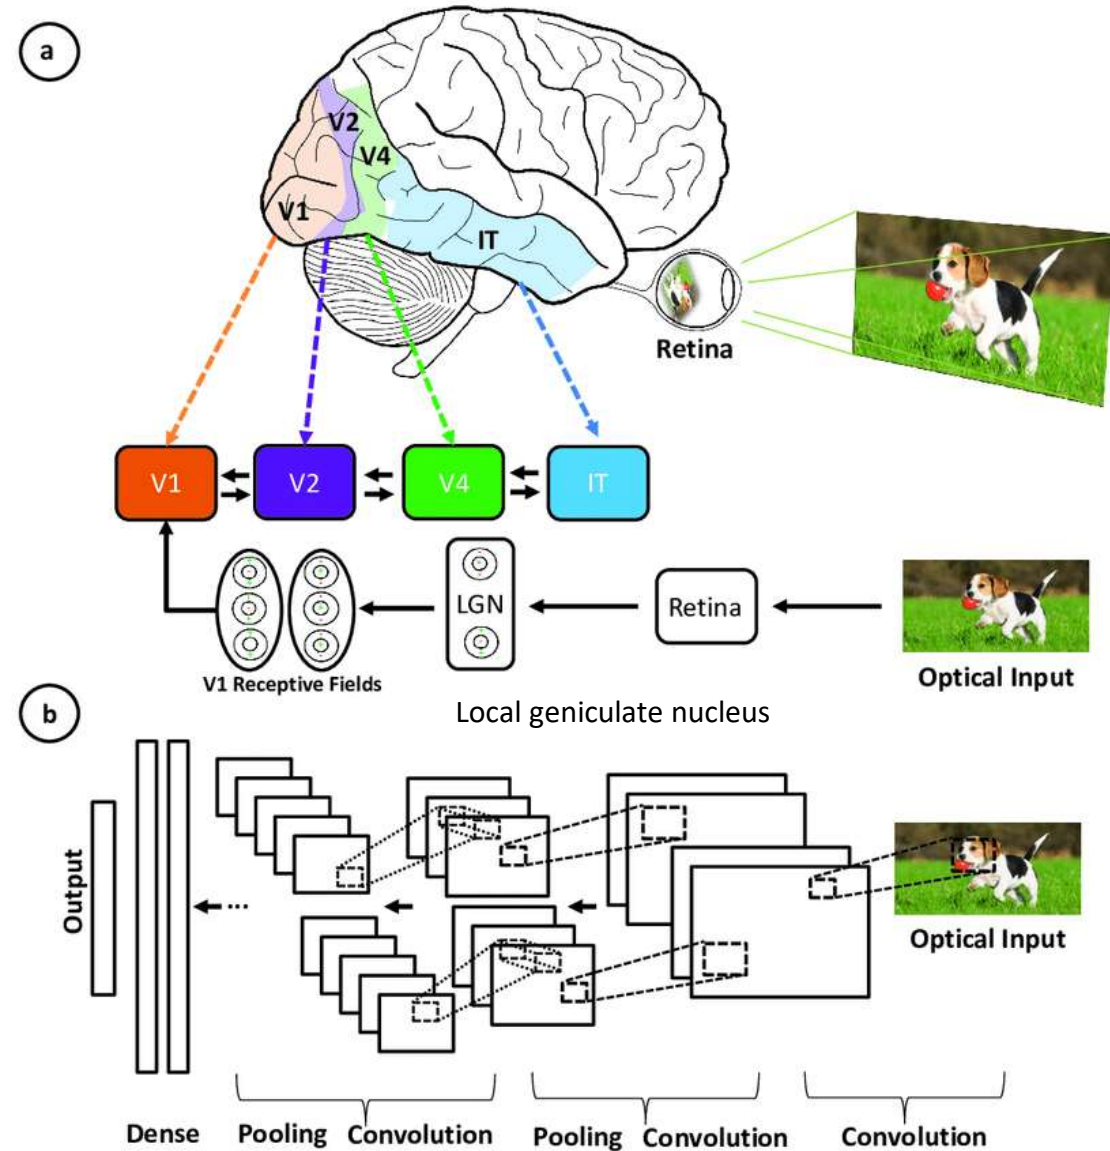 a
V2
V4
V1
IT
Retina
V1
V2
V4
IT
LGN
Retina
V1 Receptive Fields
Optical Input
Local geniculate nucleus
b
Output
...
Optical Input
Dense
Pooling
Convolution
Pooling
Convolution
Convolution